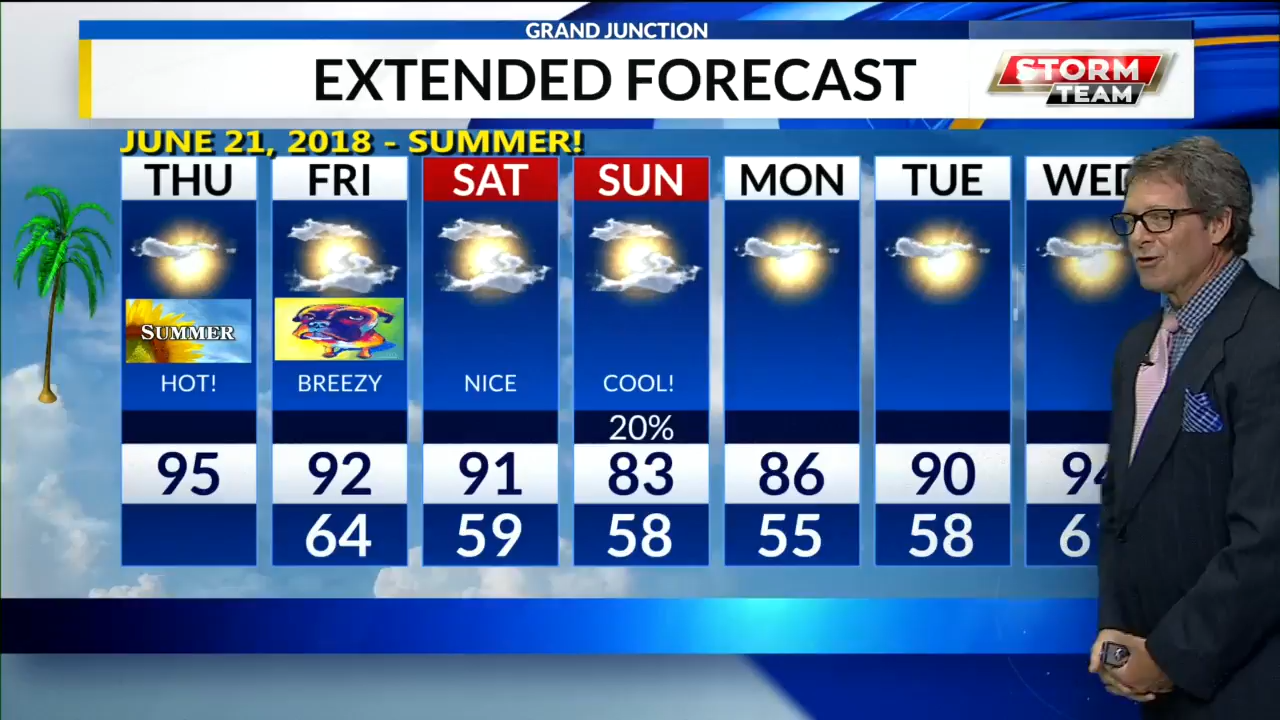 GRAND JUNCTION
EXTENDED FORECAST
STORM
TEAM
JUNE 21, 2018 - SUMMER!
THU FRI SAT SUN MON TUE WED
SUMMER
HOT! BREEZY NICE COOL!
20%
95 92 91 83 86 90
64 59 58 55 58